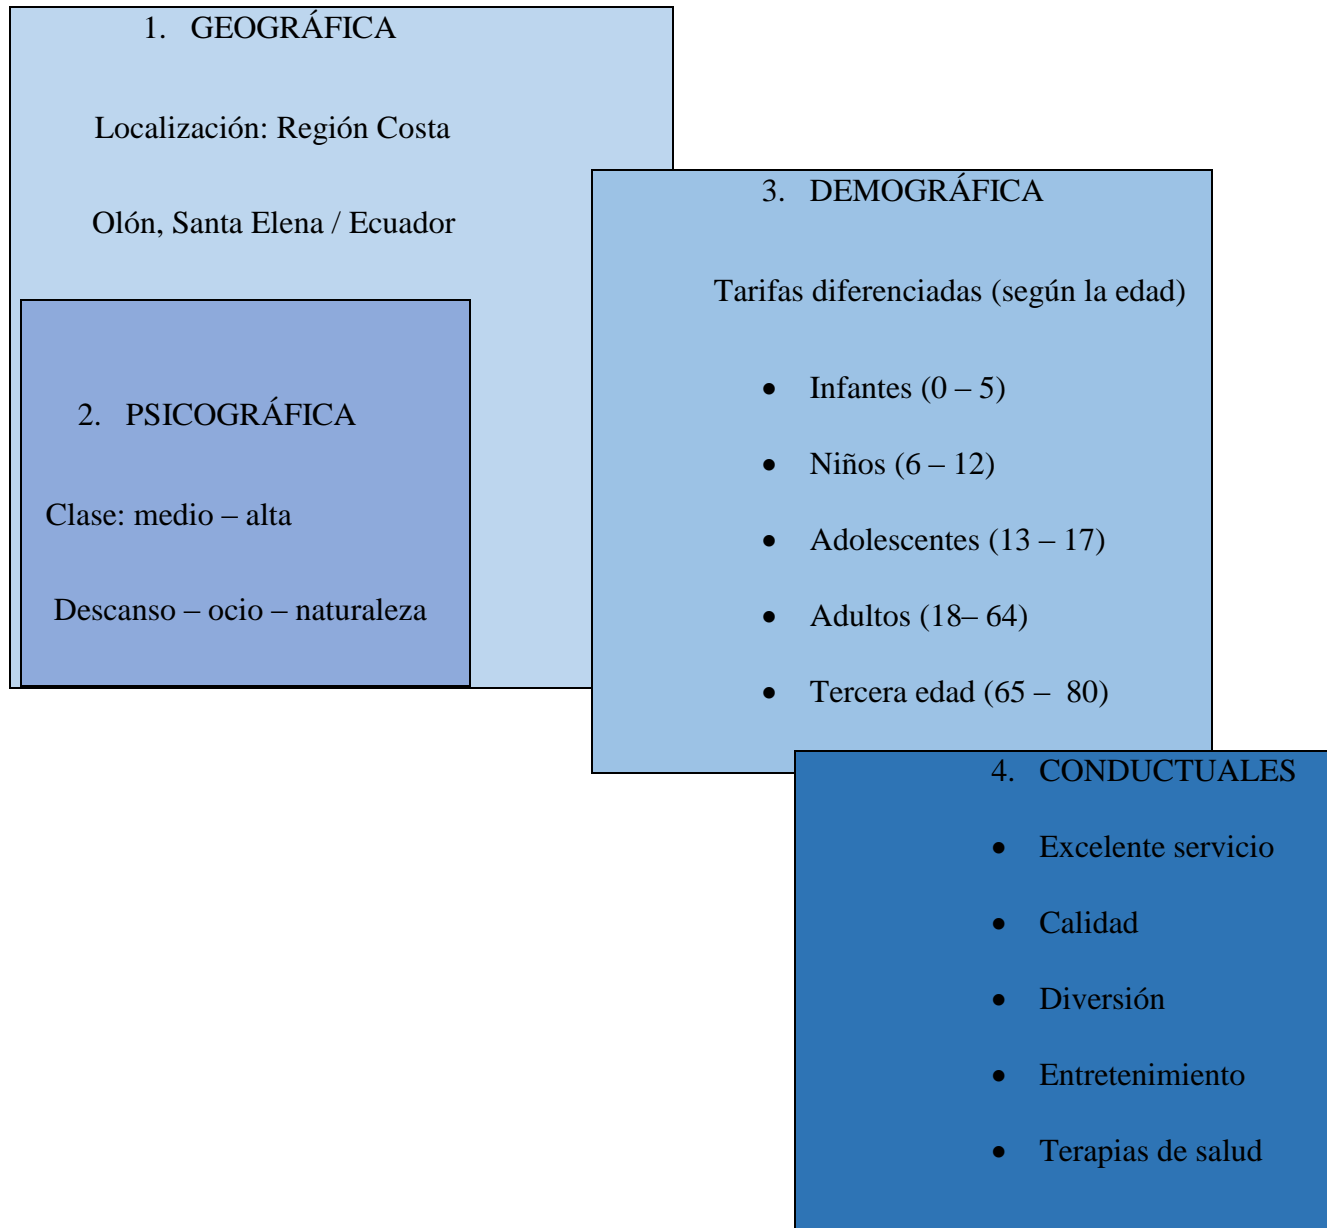 1. GEOGRÁFICA
Localización: Región Costa
Olón, Santa Elena / Ecuador
2. PSICOGRÁFICA
Clase: medio – alta
Descanso – ocio – naturaleza
3. DEMOGRÁFICA
Tarifas diferenciadas (según la edad)
• Infantes (0 – 5)
• Niños (6 – 12)
• Adolescentes (13 – 17)
• Adultos (18– 64)
• Tercera edad (65 – 80)
4. CONDUCTUALES
• Excelente servicio
• Calidad
• Diversión
• Entretenimiento
• Terapias de salud